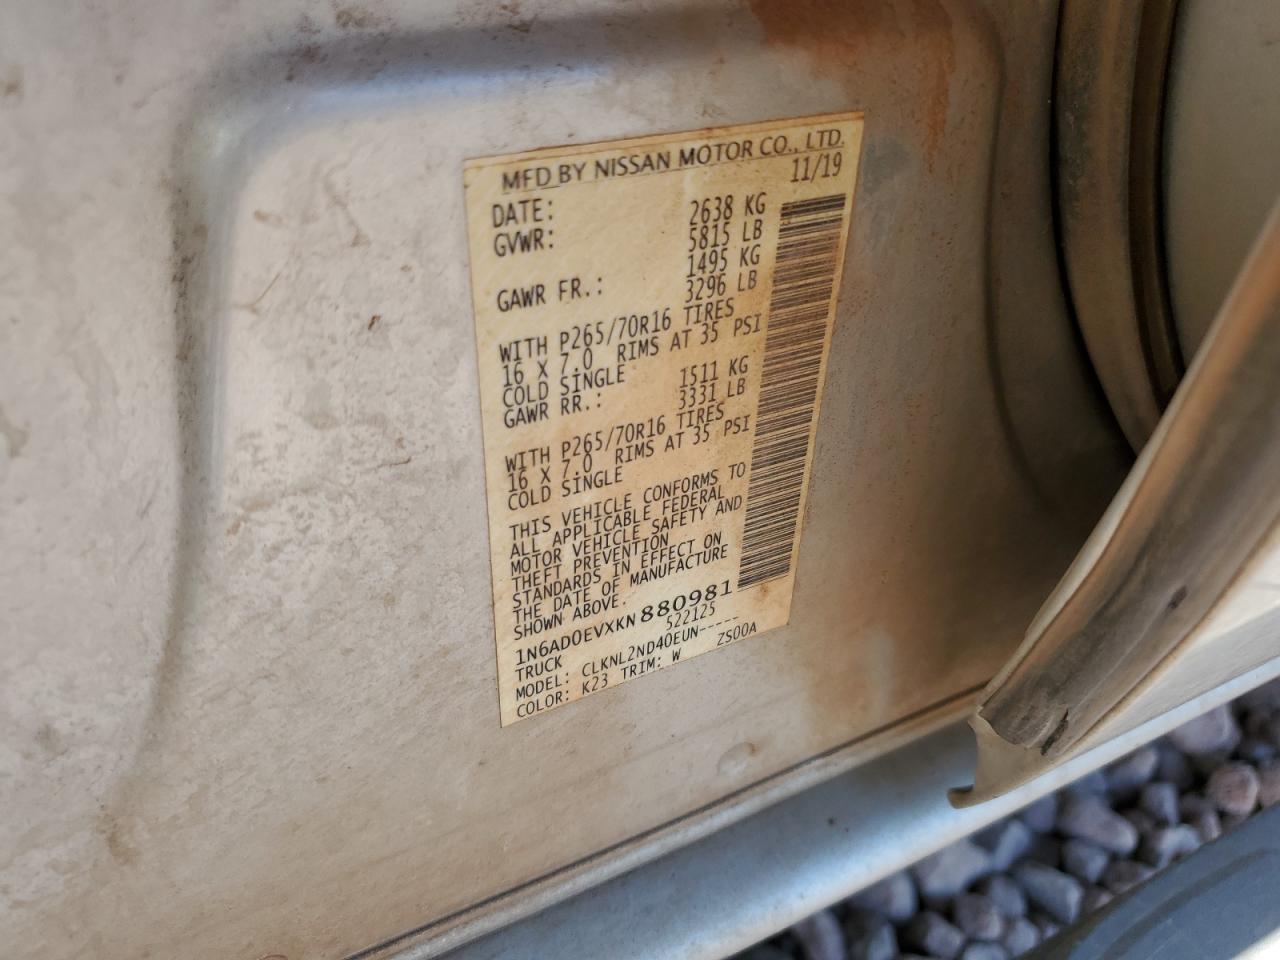 MFD BY NISSAN MOTOR CO., LTD.
DATE: 11/19
GVWR: 2638 KG
5815 LB
GAWR FR.: 1495 KG
3296 LB
WITH P265/70R16 TIRES
16 X 7.0 RIMS AT 35 PSI
COLD SINGLE
GAWR RR.: 1511 KG
3331 LB
WITH P265/70R16 TIRES
16 X 7.0 RIMS AT 35 PSI
COLD SINGLE
THIS VEHICLE CONFORMS TO
ALL APPLICABLE FEDERAL
MOTOR VEHICLE SAFETY AND
THEFT PREVENTION
STANDARDS IN EFFECT ON
THE DATE OF MANUFACTURE
SHOWN ABOVE.
1N6AD0EVXKN880981
TRUCK 522125
MODEL: CLKNL2ND40EUN-----
COLOR: K23 TRIM: W ZS00A